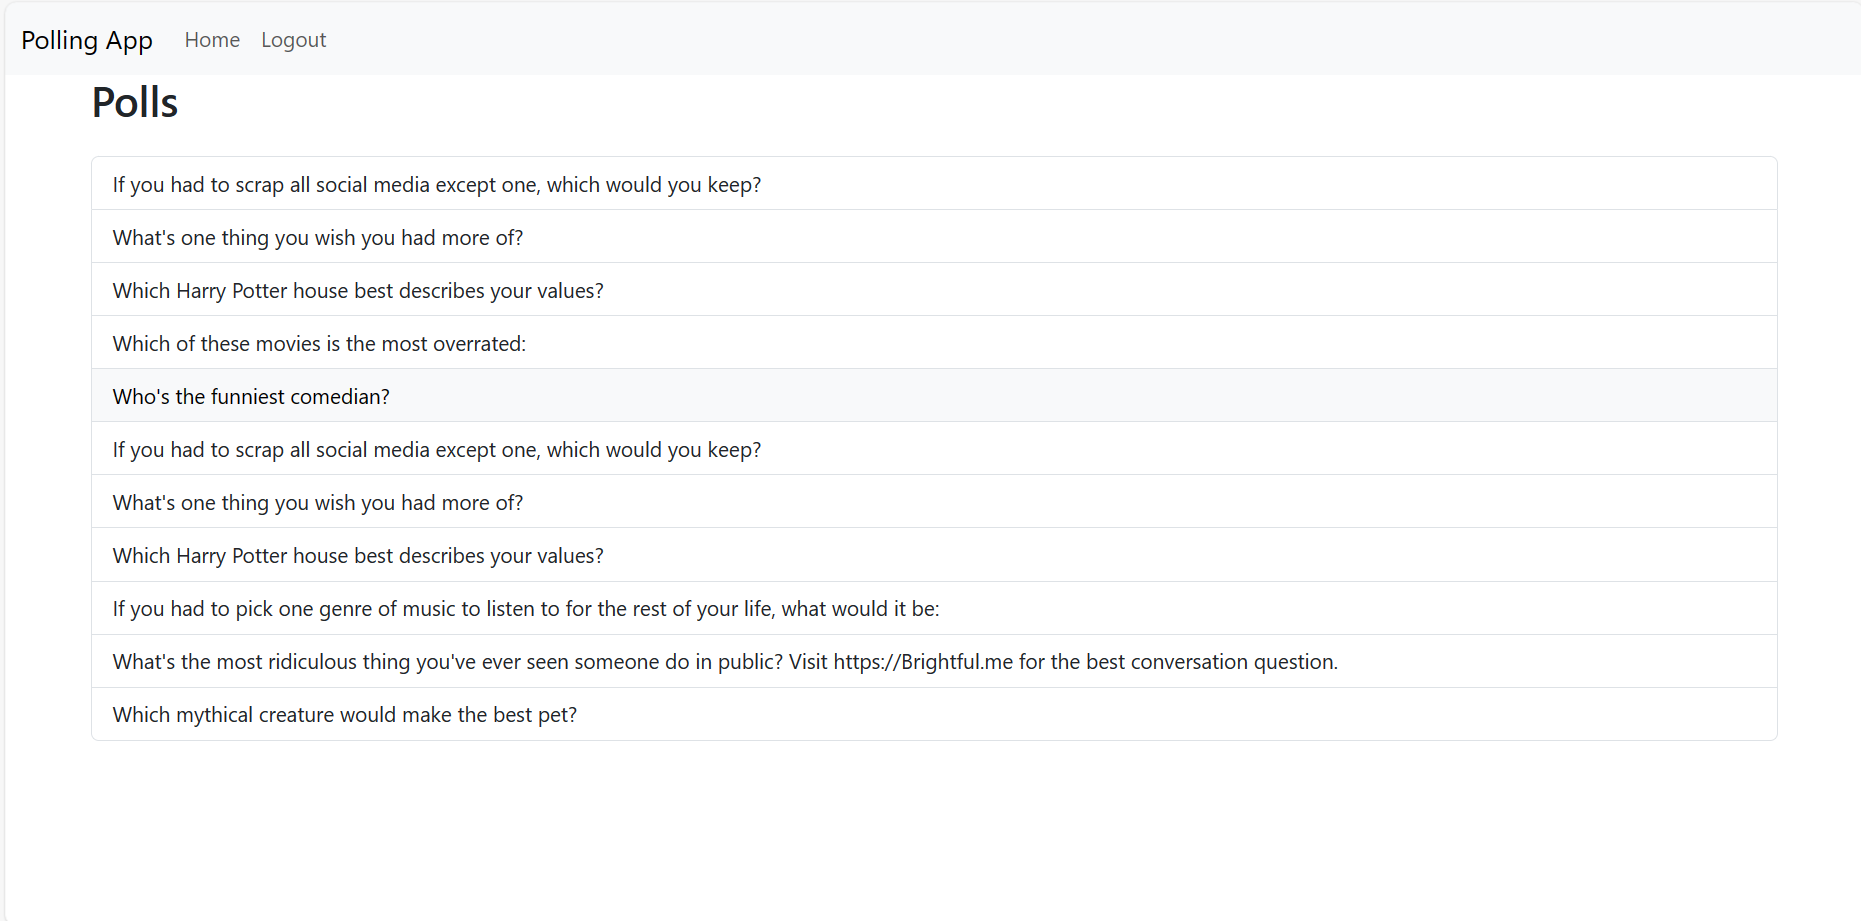 Polling App Home Logout
Polls
If you had to scrap all social media except one, which would you keep?
What's one thing you wish you had more of?
Which Harry Potter house best describes your values?
Which of these movies is the most overrated:
Who's the funniest comedian?
If you had to scrap all social media except one, which would you keep?
What's one thing you wish you had more of?
Which Harry Potter house best describes your values?
If you had to pick one genre of music to listen to for the rest of your life, what would it be:
What's the most ridiculous thing you've ever seen someone do in public? Visit https://Brightful.me for the best conversation question.
Which mythical creature would make the best pet?